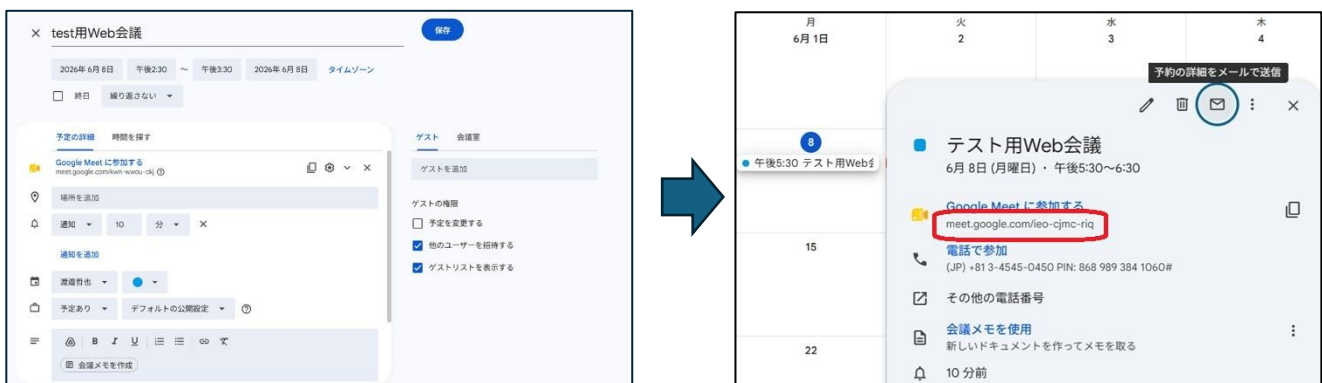 × test用Web会議
保存
2026年 6月 8日 午後2:30 ~ 午後3:30 2026年 6月 8日 タイムゾーン
終日 繰り返さない
予定の詳細 時間を探す
Google Meet に参加する
meet.google.com/kwn-wwou-ckj
場所を追加
通知 10 分 ×
通知を追加
渡邉哲也
予定あり デフォルトの公開設定
B I U
会議メモを作成
ゲスト 会議室
ゲストを追加
ゲストの権限
予定を変更する
他のユーザーを招待する
ゲストリストを表示する
月 火 水 木
6月 1日 2 3 4
予約の詳細をメールで送信
8
午後5:30 テスト用Web会
15
22
テスト用Web会議
6月 8日 (月曜日)・午後5:30~6:30
Google Meet に参加する
meet.google.com/ieo-cjmc-riq
電話で参加
(JP) +81 3-4545-0450 PIN: 868 989 384 1060#
その他の電話番号
会議メモを使用
新しいドキュメントを作ってメモを取る
10 分前